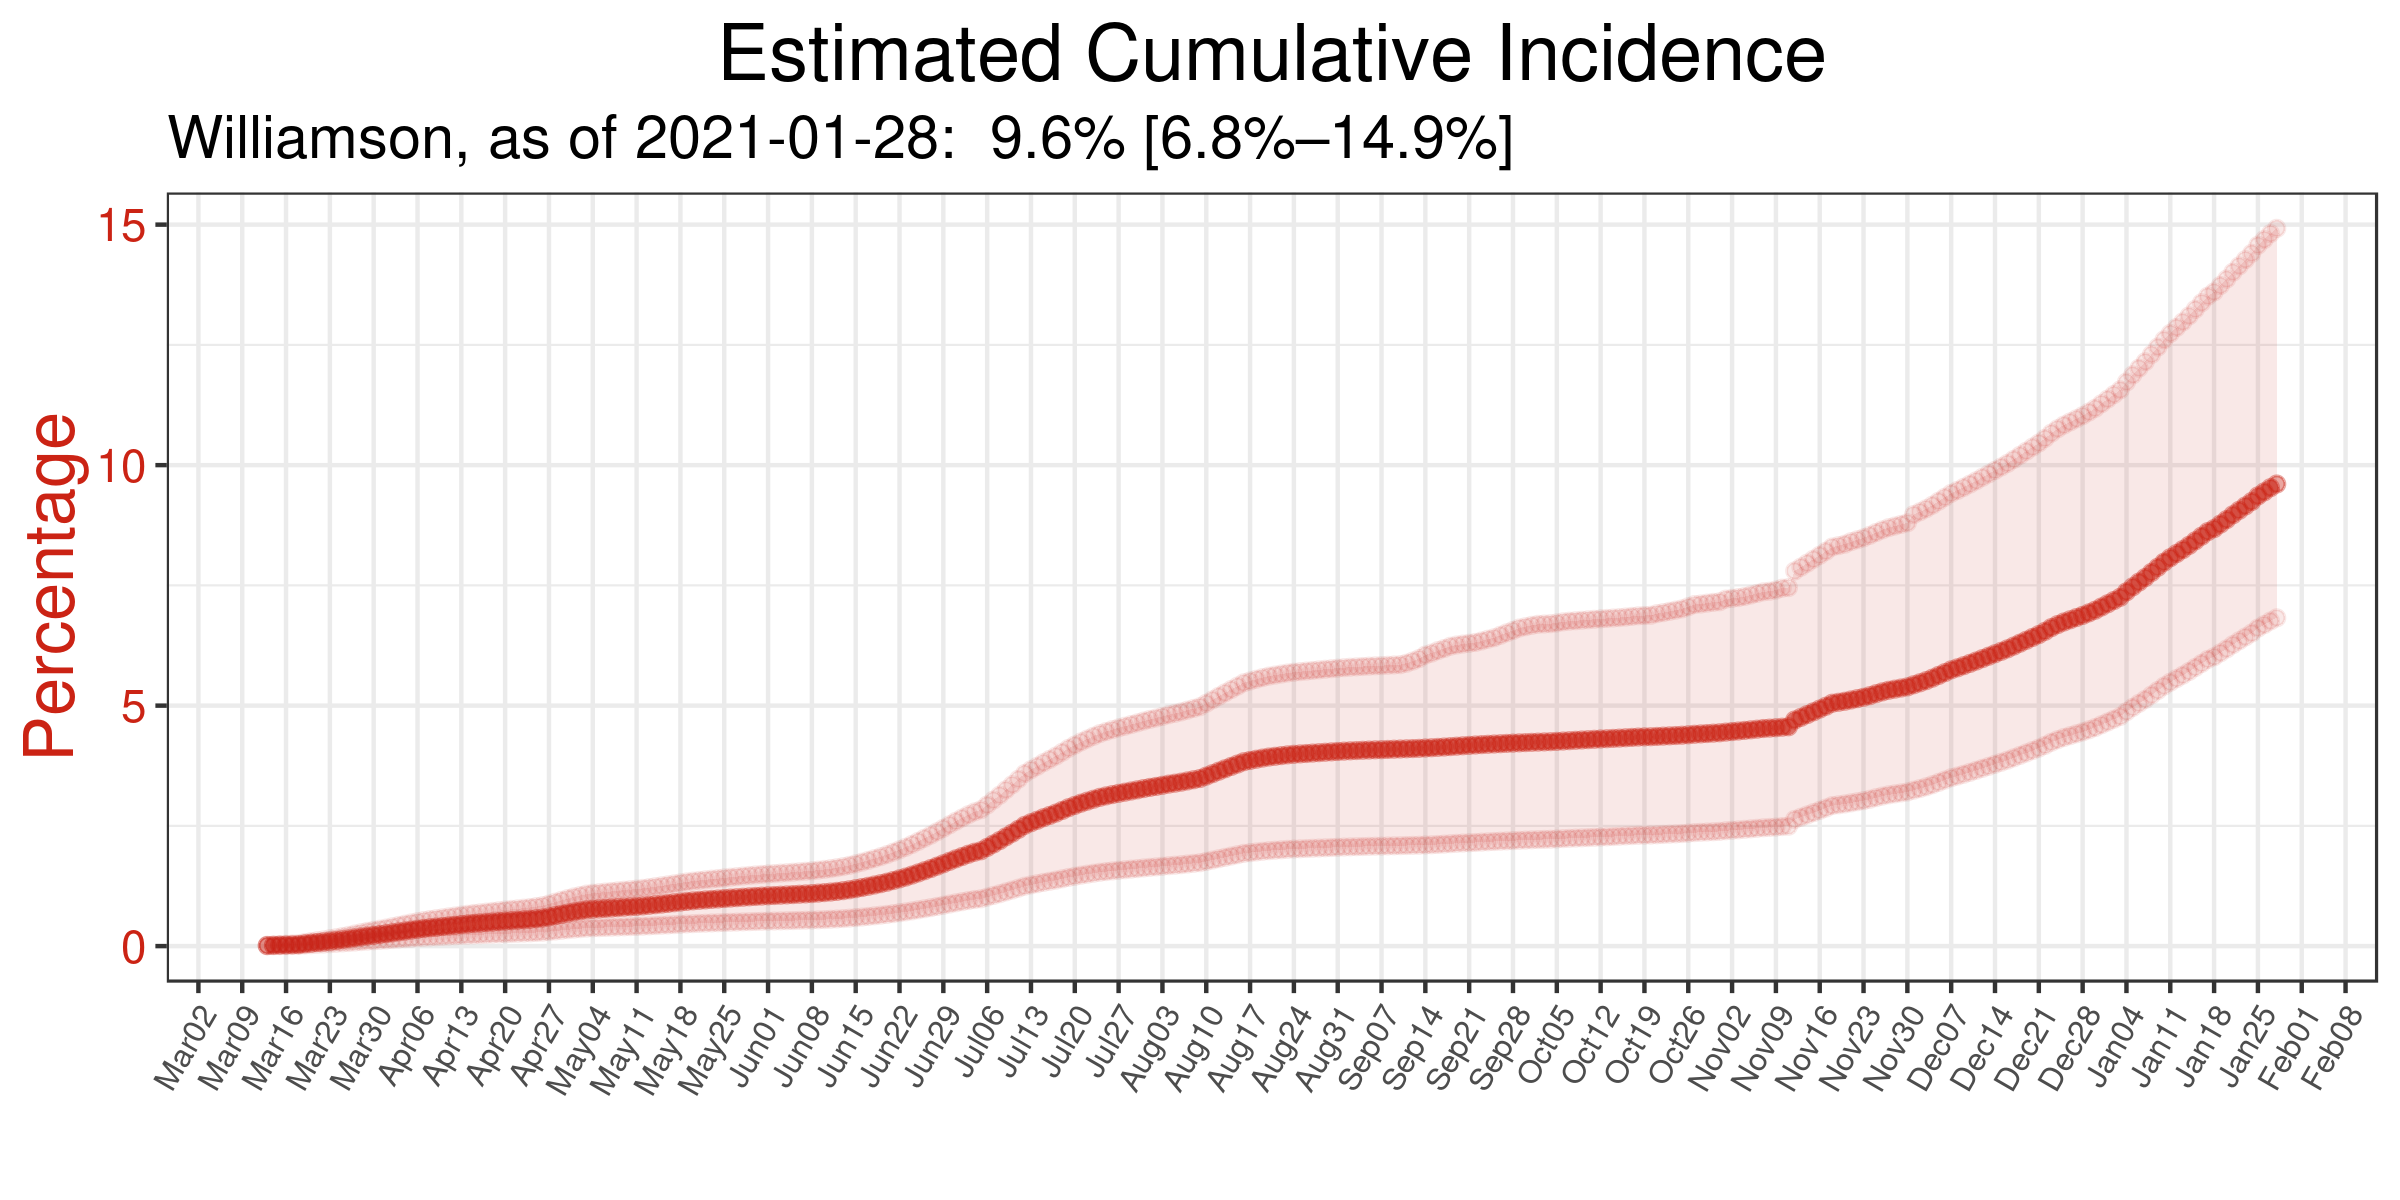 Estimated Cumulative Incidence
Williamson, as of 2021-01-28:  9.6% [6.8%–14.9%]
Percentage
15
10
5
0
Mar02
Mar09
Mar16
Mar23
Mar30
Apr06
Apr13
Apr20
Apr27
May04
May11
May18
May25
Jun01
Jun08
Jun15
Jun22
Jun29
Jul06
Jul13
Jul20
Jul27
Aug03
Aug10
Aug17
Aug24
Aug31
Sep07
Sep14
Sep21
Sep28
Oct05
Oct12
Oct19
Oct26
Nov02
Nov09
Nov16
Nov23
Nov30
Dec07
Dec14
Dec21
Dec28
Jan04
Jan11
Jan18
Jan25
Feb01
Feb08